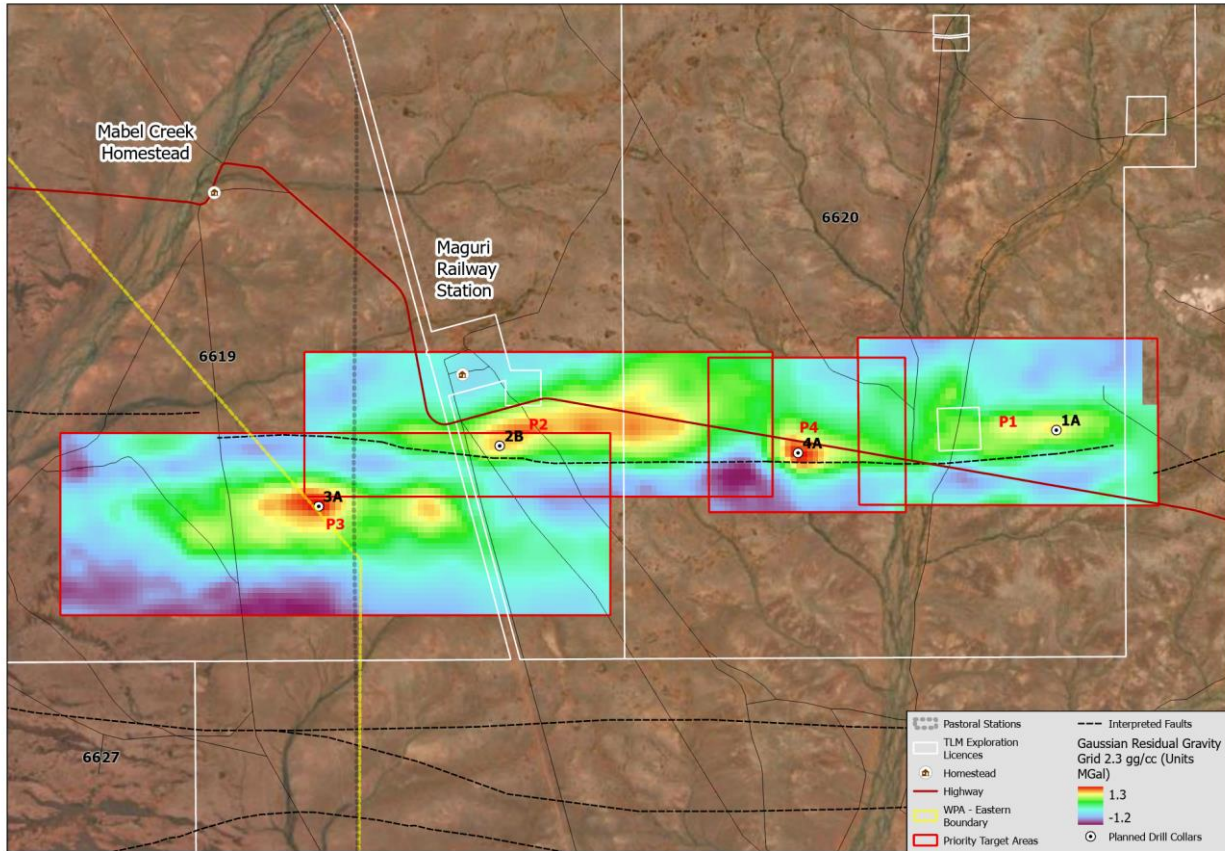 Mabel Creek
Homestead
6620
Maguri
Railway
Station
6619
P2
2B
P4
4A
P1
1A
3A
P3
6627
Pastoral Stations
TLM Exploration
Licences
Homestead
Highway
WPA - Eastern
Boundary
Priority Target Areas
Interpreted Faults
Gaussian Residual Gravity
Grid 2.3 gg/cc (Units
MGal)
1.3
-1.2
Planned Drill Collars